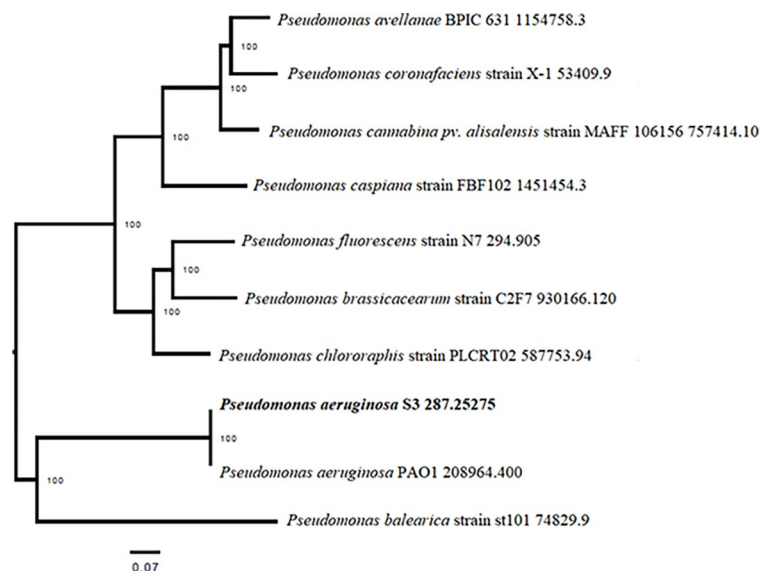 Pseudomonas avellanae BPIC 631 1154758.3
100
Pseudomonas coronafaciens strain X-1 53409.9
100
Pseudomonas cannabina pv. alisalensis strain MAFF 106156 757414.10
100
Pseudomonas caspiana strain FBF102 1451454.3
100
Pseudomonas fluorescens strain N7 294.905
100
Pseudomonas brassicacearum strain C2F7 930166.120
100
Pseudomonas chlororaphis strain PLCRT02 587753.94
Pseudomonas aeruginosa S3 287.25275
100
Pseudomonas aeruginosa PAO1 208964.400
100
Pseudomonas balearica strain st101 74829.9
0.07